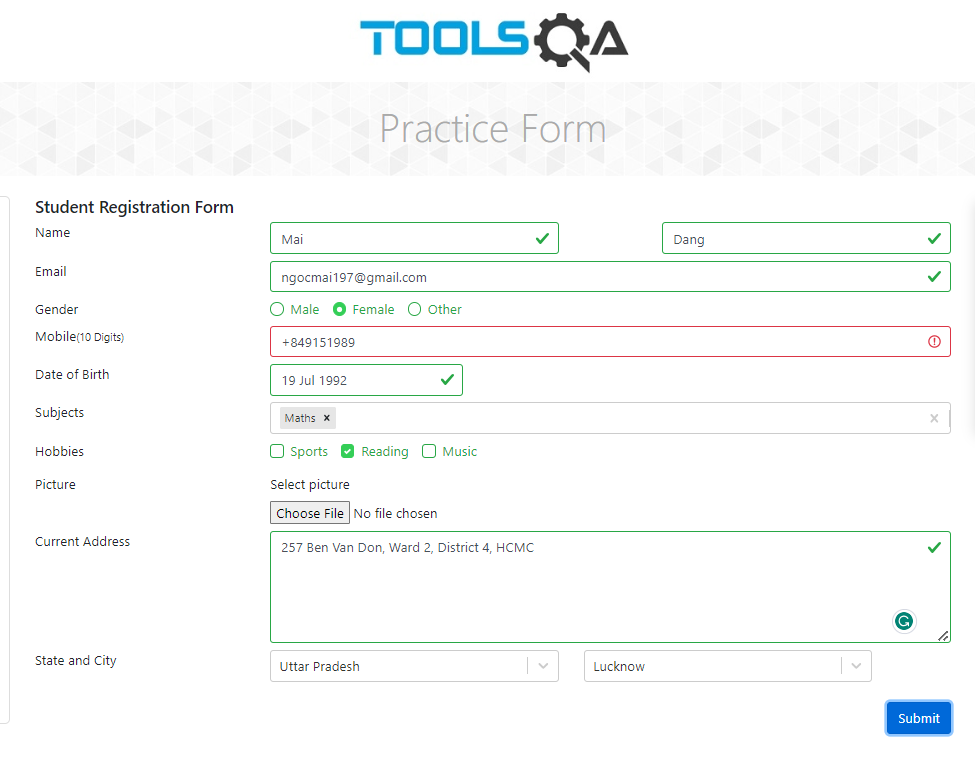 TOOLSQA
Practice Form
Student Registration Form
Name
Mai
Dang
Email
ngocmai197@gmail.com
Gender
Male Female Other
Mobile(10 Digits)
+849151989
Date of Birth
19 Jul 1992
Subjects
Maths ×
Hobbies
Sports Reading Music
Picture
Select picture
Choose File No file chosen
Current Address
257 Ben Van Don, Ward 2, District 4, HCMC
State and City
Uttar Pradesh
Lucknow
Submit